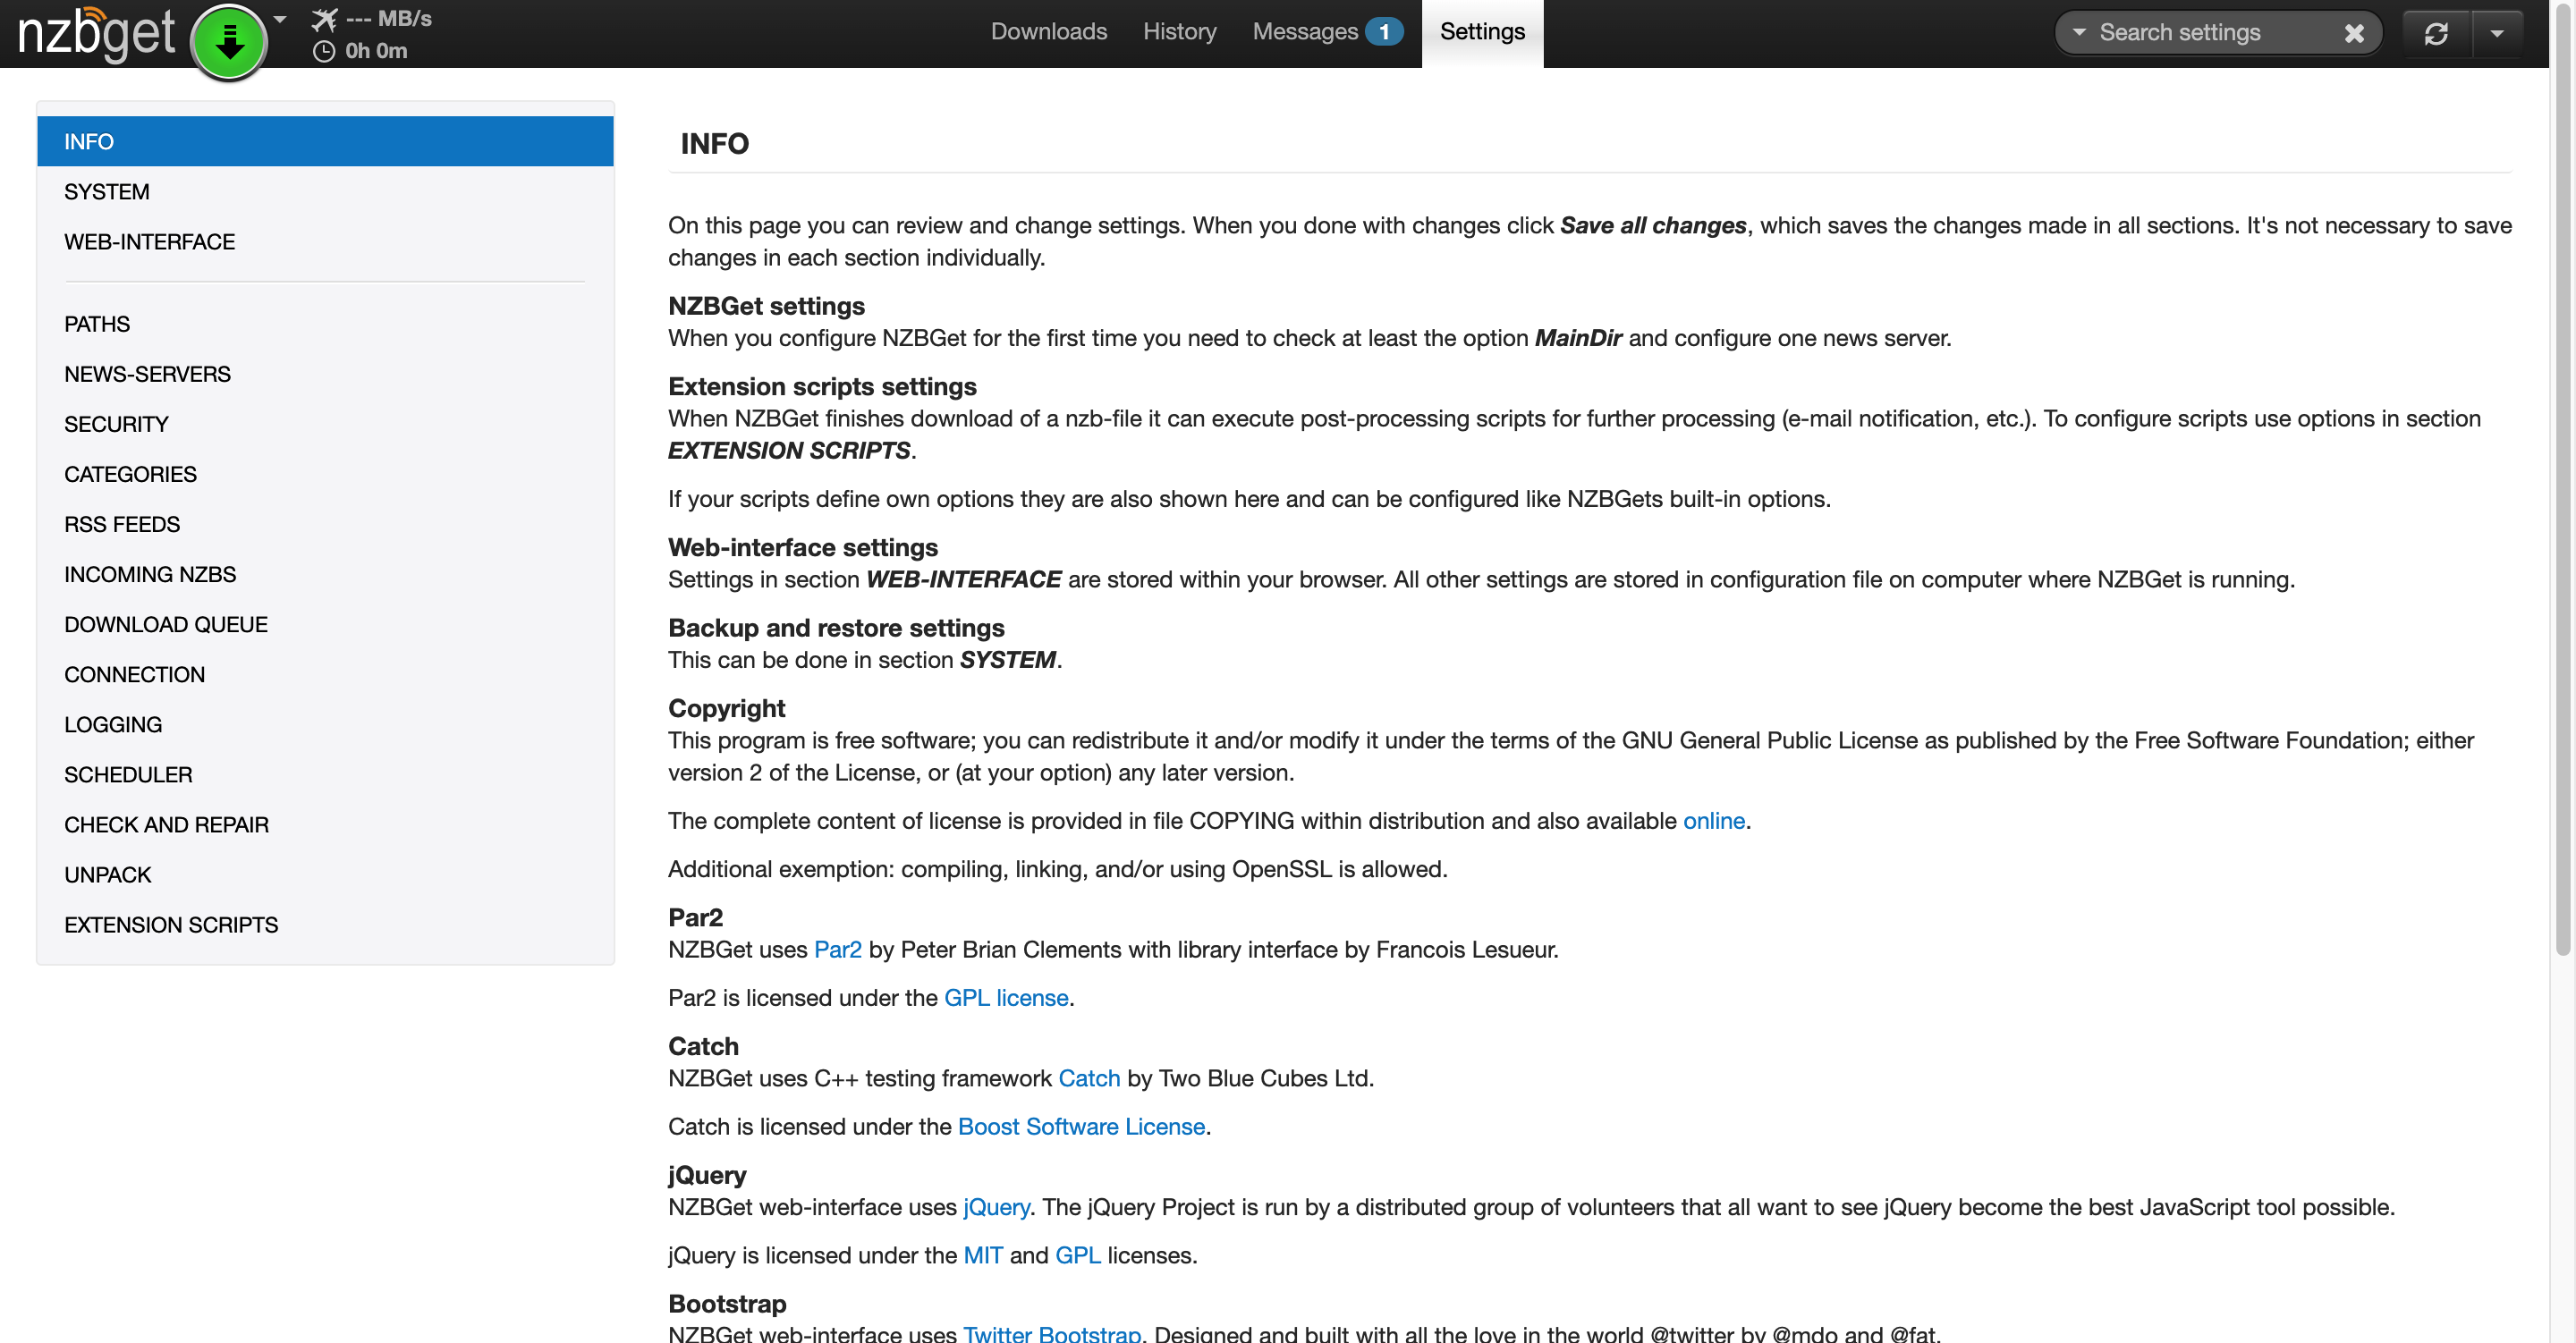 nzbget
--- MB/s
0h 0m
Downloads
History
Messages 1
Settings
Search settings
INFO
SYSTEM
WEB-INTERFACE
PATHS
NEWS-SERVERS
SECURITY
CATEGORIES
RSS FEEDS
INCOMING NZBS
DOWNLOAD QUEUE
CONNECTION
LOGGING
SCHEDULER
CHECK AND REPAIR
UNPACK
EXTENSION SCRIPTS
INFO
On this page you can review and change settings. When you done with changes click Save all changes, which saves the changes made in all sections. It's not necessary to save
changes in each section individually.
NZBGet settings
When you configure NZBGet for the first time you need to check at least the option MainDir and configure one news server.
Extension scripts settings
When NZBGet finishes download of a nzb-file it can execute post-processing scripts for further processing (e-mail notification, etc.). To configure scripts use options in section
EXTENSION SCRIPTS.
If your scripts define own options they are also shown here and can be configured like NZBGets built-in options.
Web-interface settings
Settings in section WEB-INTERFACE are stored within your browser. All other settings are stored in configuration file on computer where NZBGet is running.
Backup and restore settings
This can be done in section SYSTEM.
Copyright
This program is free software; you can redistribute it and/or modify it under the terms of the GNU General Public License as published by the Free Software Foundation; either
version 2 of the License, or (at your option) any later version.
The complete content of license is provided in file COPYING within distribution and also available online.
Additional exemption: compiling, linking, and/or using OpenSSL is allowed.
Par2
NZBGet uses Par2 by Peter Brian Clements with library interface by Francois Lesueur.
Par2 is licensed under the GPL license.
Catch
NZBGet uses C++ testing framework Catch by Two Blue Cubes Ltd.
Catch is licensed under the Boost Software License.
jQuery
NZBGet web-interface uses jQuery. The jQuery Project is run by a distributed group of volunteers that all want to see jQuery become the best JavaScript tool possible.
jQuery is licensed under the MIT and GPL licenses.
Bootstrap
NZBGet web-interface uses Twitter Bootstrap. Designed and built with all the love in the world @twitter by @mdo and @fat.